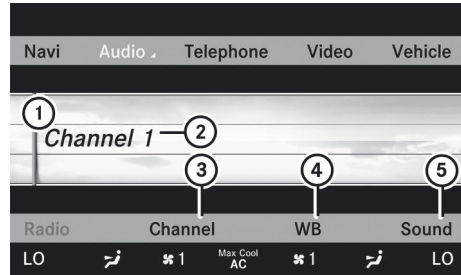 Navi Audio Telephone Video Vehicle
1
Channel 1 2
3 4 5
Radio Channel WB Sound
LO 1 Max Cool AC 1 LO